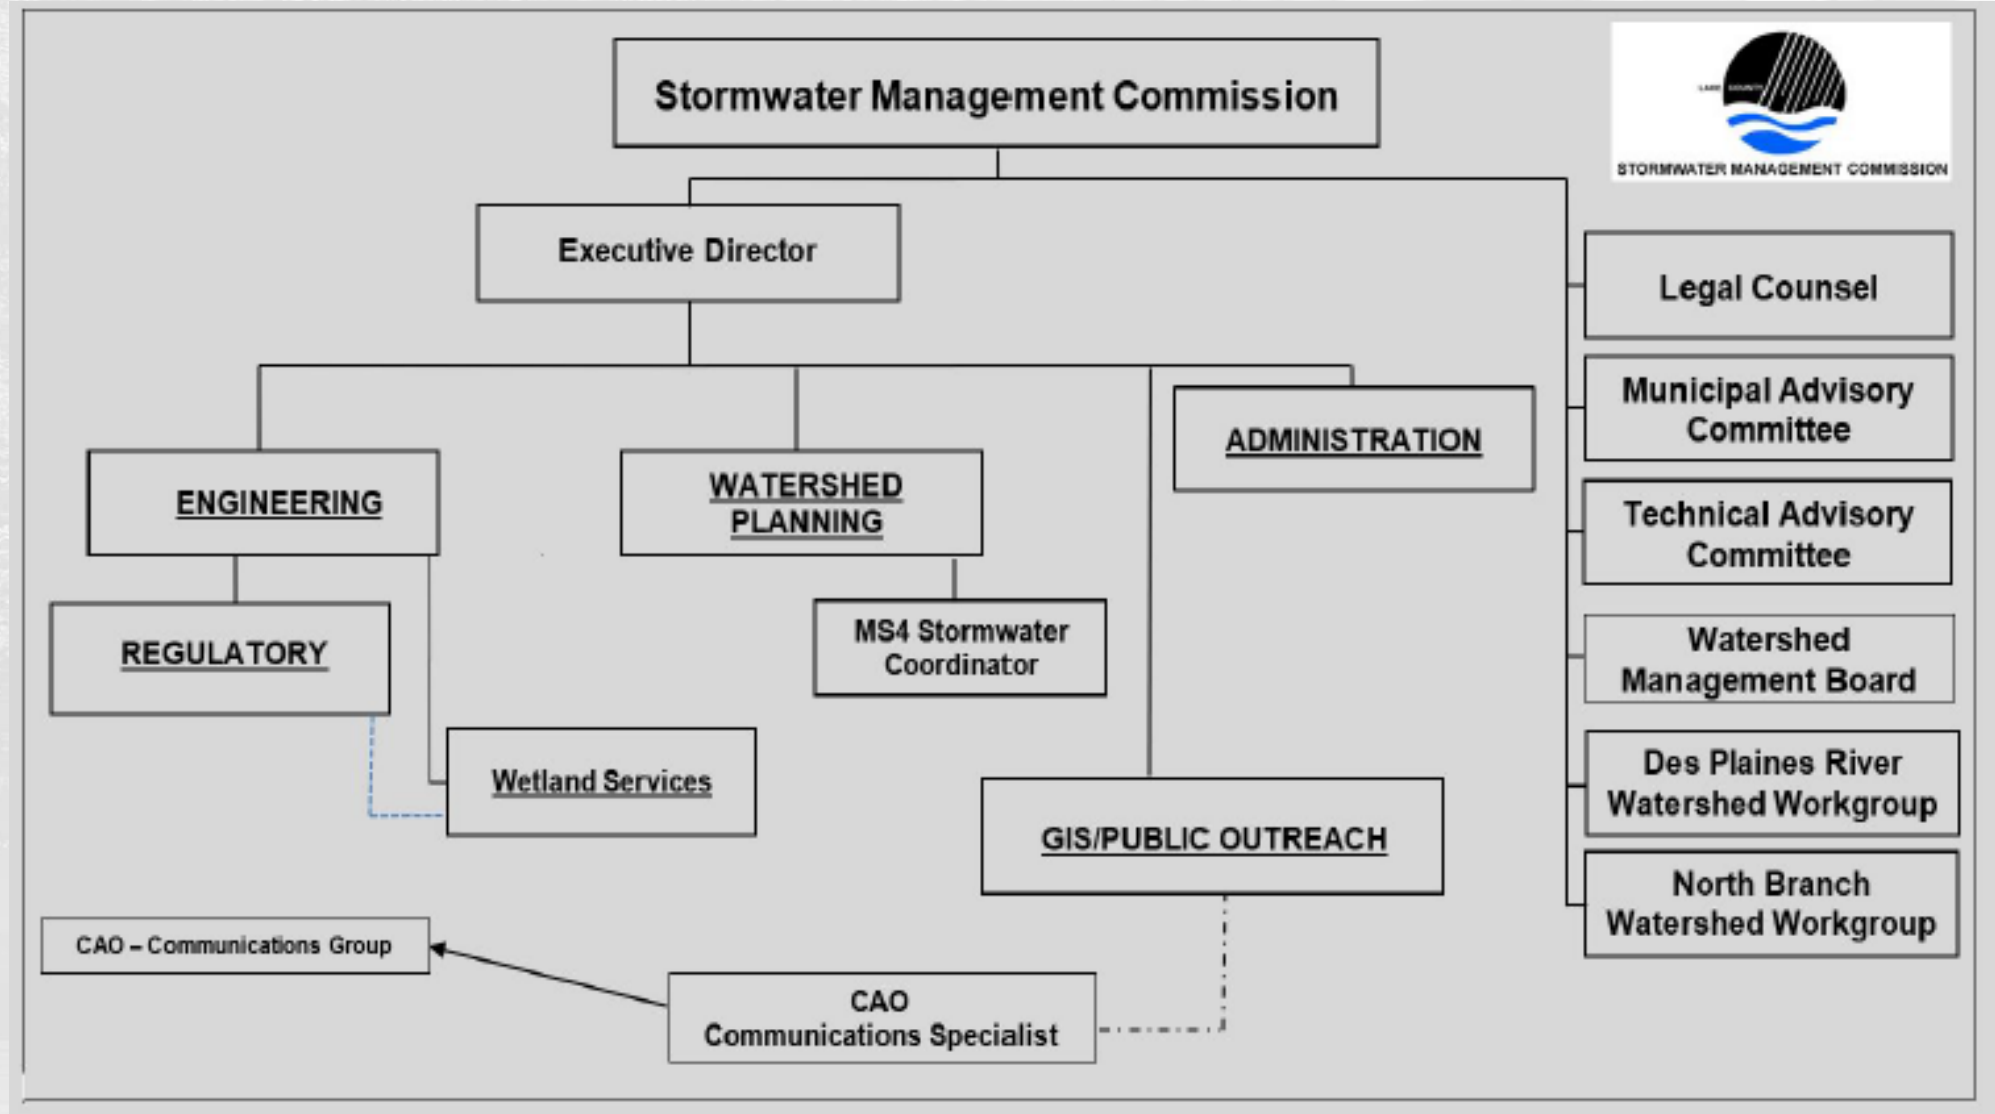 Stormwater Management Commission
LAKE COUNTY
STORMWATER MANAGEMENT COMMISSION
Executive Director
Legal Counsel
Municipal Advisory
Committee
Technical Advisory
Committee
Watershed
Management Board
Des Plaines River
Watershed Workgroup
North Branch
Watershed Workgroup
ADMINISTRATION
ENGINEERING
WATERSHED
PLANNING
REGULATORY
MS4 Stormwater
Coordinator
Wetland Services
GIS/PUBLIC OUTREACH
CAO – Communications Group
CAO
Communications Specialist